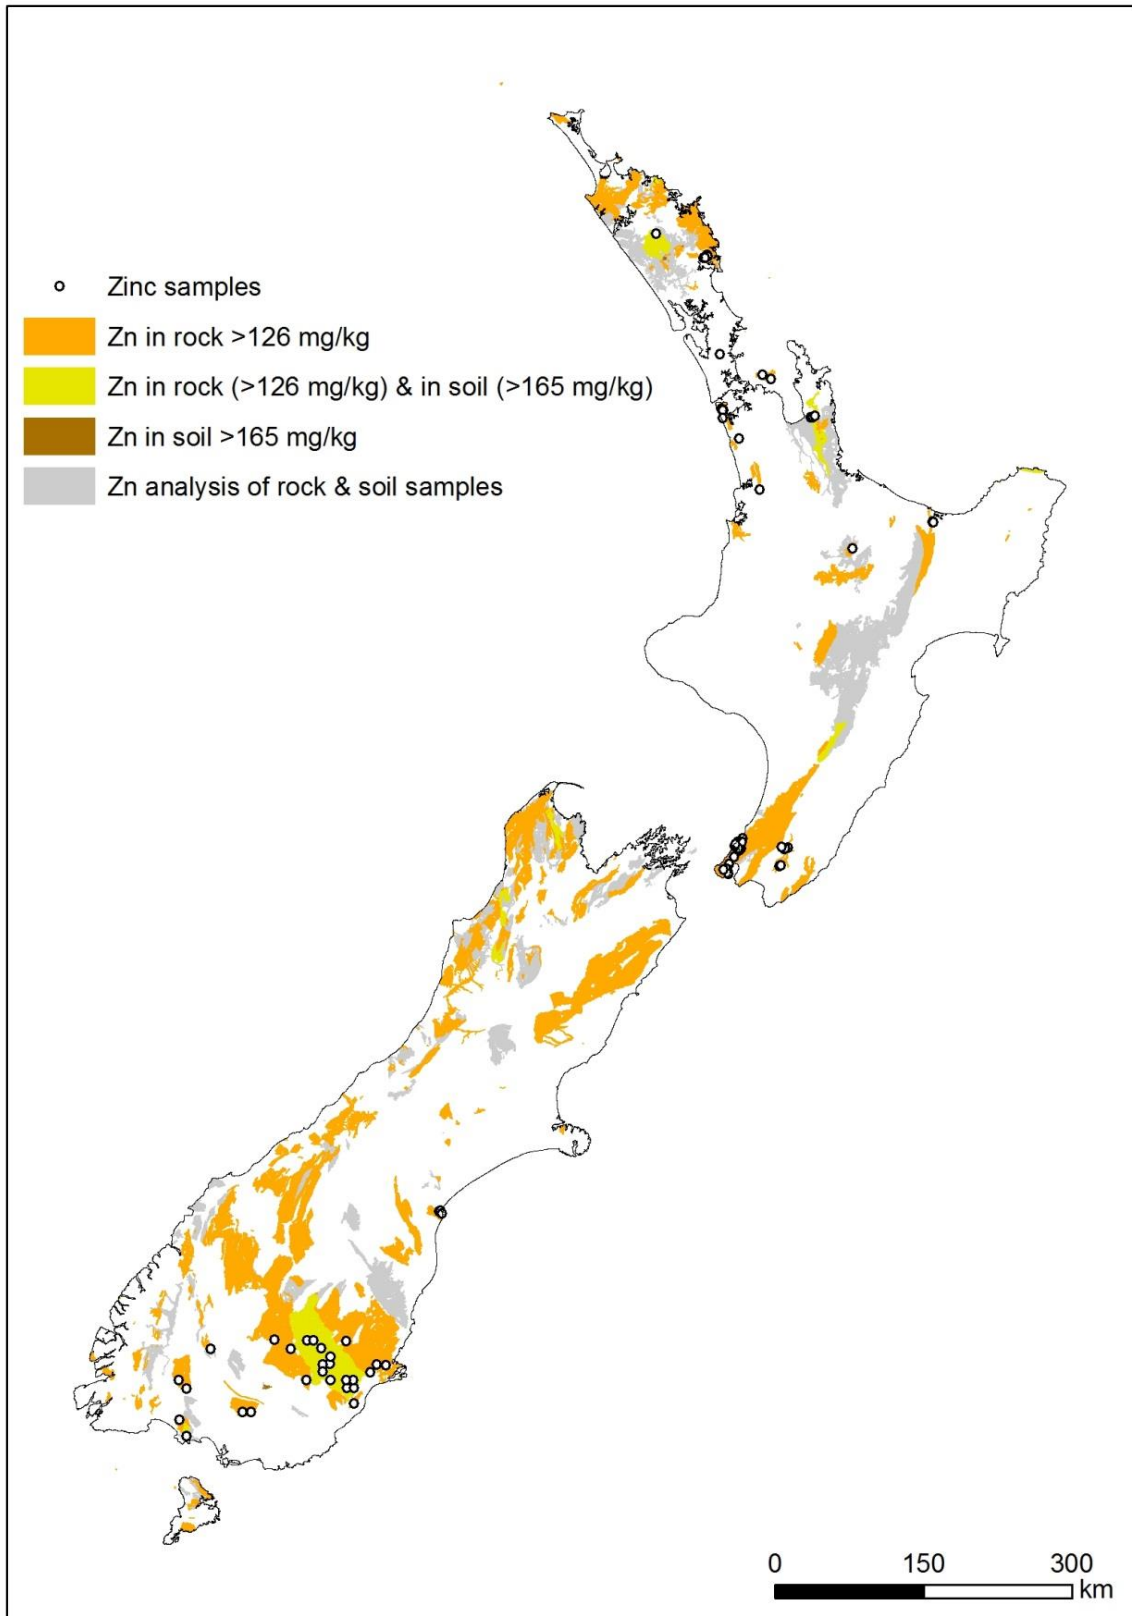 Zinc samples
Zn in rock >126 mg/kg
Zn in rock (>126 mg/kg) & in soil (>165 mg/kg)
Zn in soil >165 mg/kg
Zn analysis of rock & soil samples
0 150 300
km